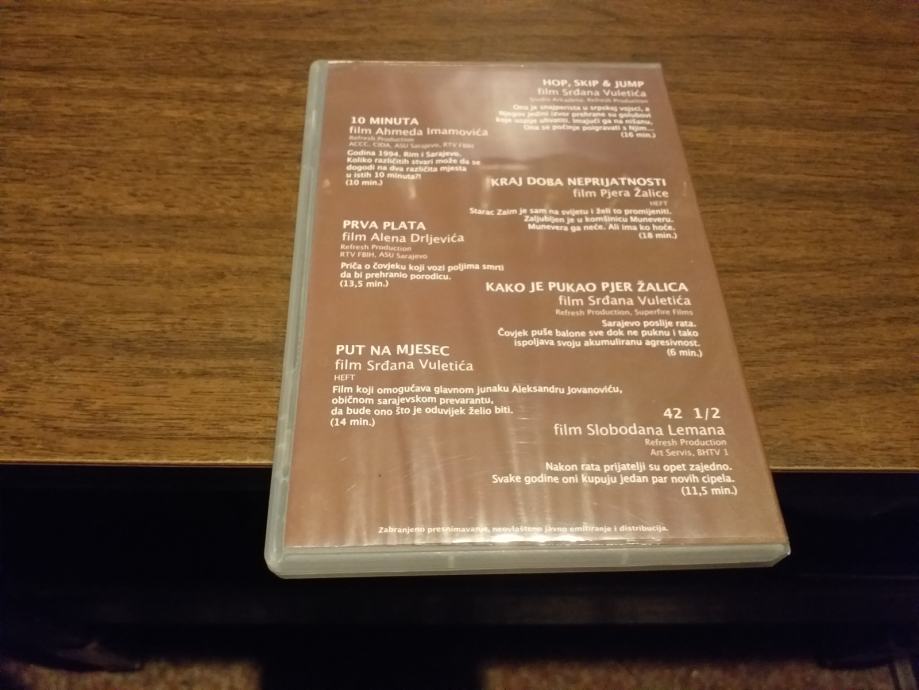 HOP, SKIP & JUMP
film Srđana Vuletića
Studio Arkadena, Refresh Production
Ona je snajperista u srpskoj vojsci, a
Njegov jedini izvor prehrane su golubovi
koje uspije uhvatiti. Imajući ga na nišanu,
Ona se počinje poigravati s Njim...
(16 min.)
10 MINUTA
film Ahmeda Imamovića
Refresh Production
ACCC, CIDA, ASU Sarajevo, RTV FBIH
Godina 1994. Rim i Sarajevo.
Koliko različitih stvari može da se
dogodi na dva različita mjesta
u istih 10 minuta?!
(10 min.)
KRAJ DOBA NEPRIJATNOSTI
film Pjera Žalice
HEFT
Starac Zaim je sam na svijetu i želi to promijeniti.
Zaljubljen je u komšinicu Muneveru.
Munevera ga neće. Ali ima ko hoće.
(18 min.)
PRVA PLATA
film Alena Drljevića
Refresh Production
RTV FBIH, ASU Sarajevo
Priča o čovjeku koji vozi poljima smrti
da bi prehranio porodicu.
(13,5 min.)
KAKO JE PUKAO PJER ŽALICA
film Srđana Vuletića
Refresh Production, Superfire Films
Sarajevo poslije rata.
Čovjek puše balone sve dok ne puknu i tako
ispoljava svoju akumuliranu agresivnost.
(6 min.)
PUT NA MJESEC
film Srđana Vuletića
HEFT
Film koji omogućava glavnom junaku Aleksandru Jovanoviću,
običnom sarajevskom prevarantu,
da bude ono što je oduvijek želio biti.
(14 min.)
42 1/2
film Slobodana Lemana
Refresh Production
Art Servis, BHTV 1
Nakon rata prijatelji su opet zajedno.
Svake godine oni kupuju jedan par novih cipela.
(11,5 min.)
Zabranjeno presnimavanje, neovlašteno javno emitiranje i distribucija.